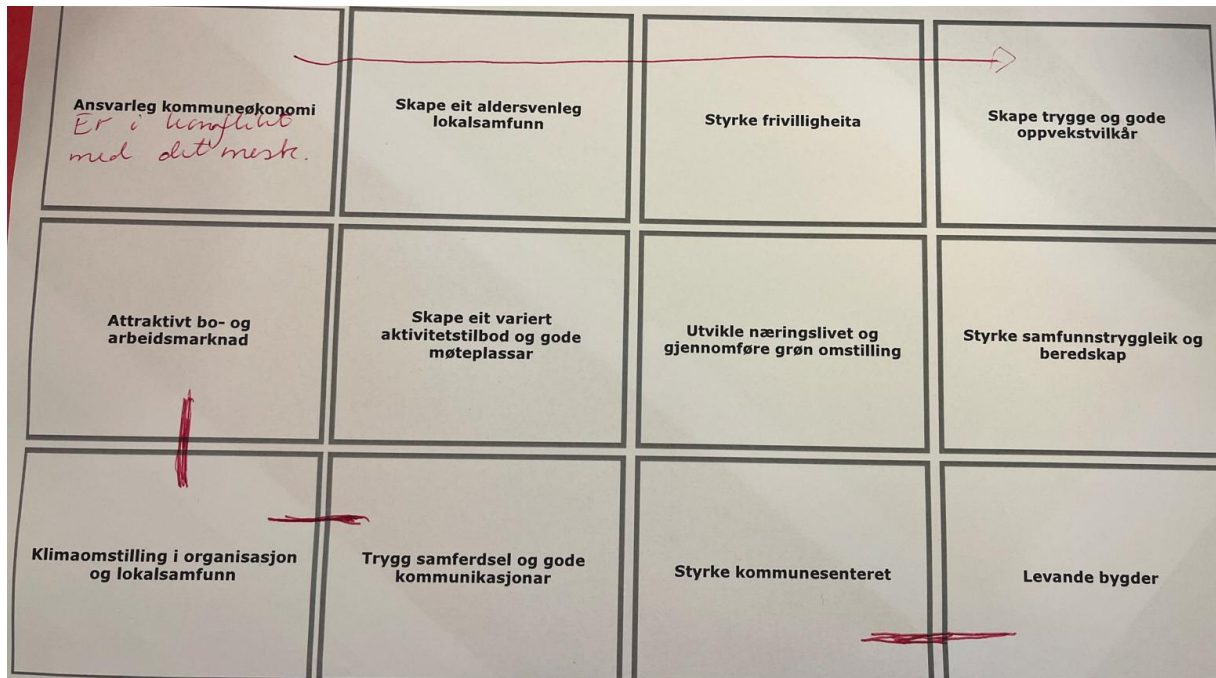 Ansvarleg kommuneøkonomi
Er i konflikt
med det meste.
Skape eit aldersvenleg
lokalsamfunn
Styrke frivilligheita
Skape trygge og gode
oppvekstvilkår
Attraktivt bo- og
arbeidsmarknad
Skape eit variert
aktivitetstilbod og gode
møteplassar
Utvikle næringslivet og
gjennomføre grøn omstilling
Styrke samfunnstryggleik og
beredskap
Klimaomstilling i organisasjon
og lokalsamfunn
Trygg samferdsel og gode
kommunikasjonar
Styrke kommunesenteret
Levande bygder